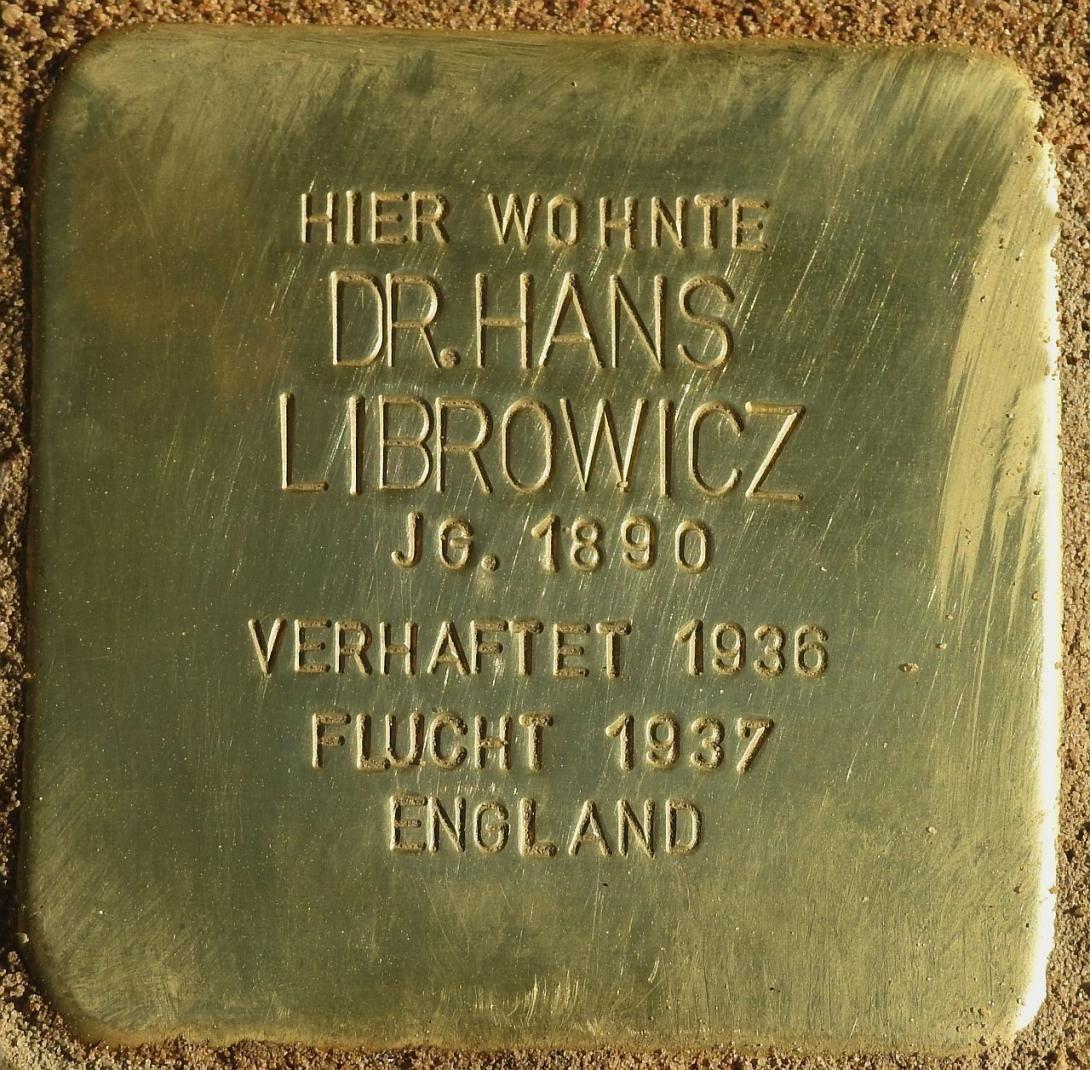 HIER WOHNTE
DR. HANS
LIBROWICZ
JG. 1890
VERHAFTET 1936
FLUCHT 1937
ENGLAND